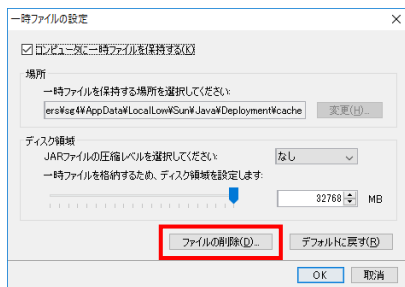 一時ファイルの設定
コンピュータに一時ファイルを保持する(K)
場所
一時ファイルを保持する場所を選択してください:
ers¥sg4¥AppData¥LocalLow¥Sun¥Java¥Deployment¥cache 変更(H)...
ディスク領域
JARファイルの圧縮レベルを選択してください: なし
一時ファイルを格納するため、ディスク領域を設定します:
32768 MB
ファイルの削除(D)... デフォルトに戻す(R)
OK 取消